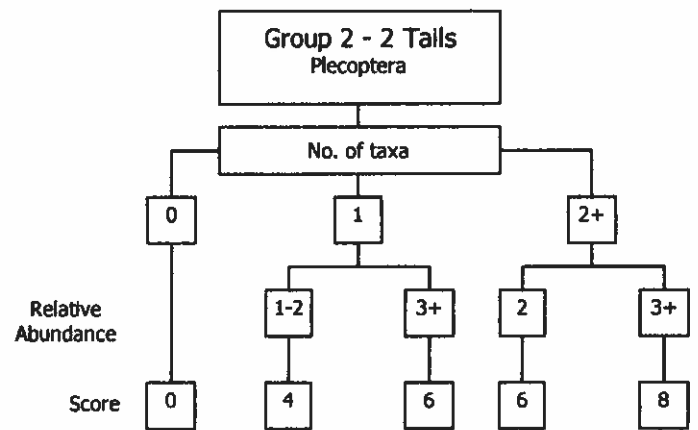 Group 2 - 2 Tails
Plecoptera
No. of taxa
0 1 2+
Relative
Abundance
1-2 3+ 2 3+
Score 0 4 6 6 8